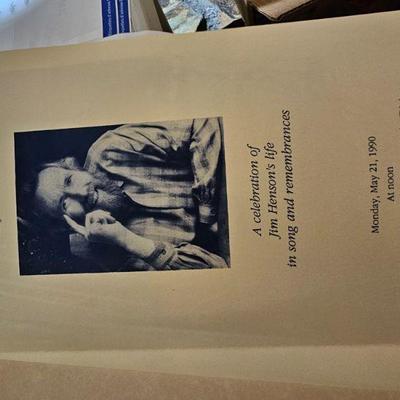 A celebration of
Jim Henson's life
in song and remembrances
Monday, May 21, 1990
At noon